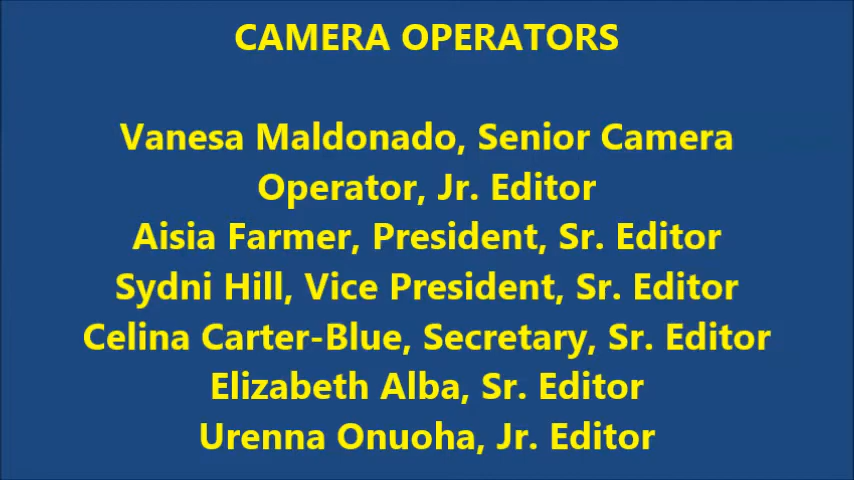 CAMERA OPERATORS
Vanesa Maldonado, Senior Camera
Operator, Jr. Editor
Aisia Farmer, President, Sr. Editor
Sydni Hill, Vice President, Sr. Editor
Celina Carter-Blue, Secretary, Sr. Editor
Elizabeth Alba, Sr. Editor
Urenna Onuoha, Jr. Editor